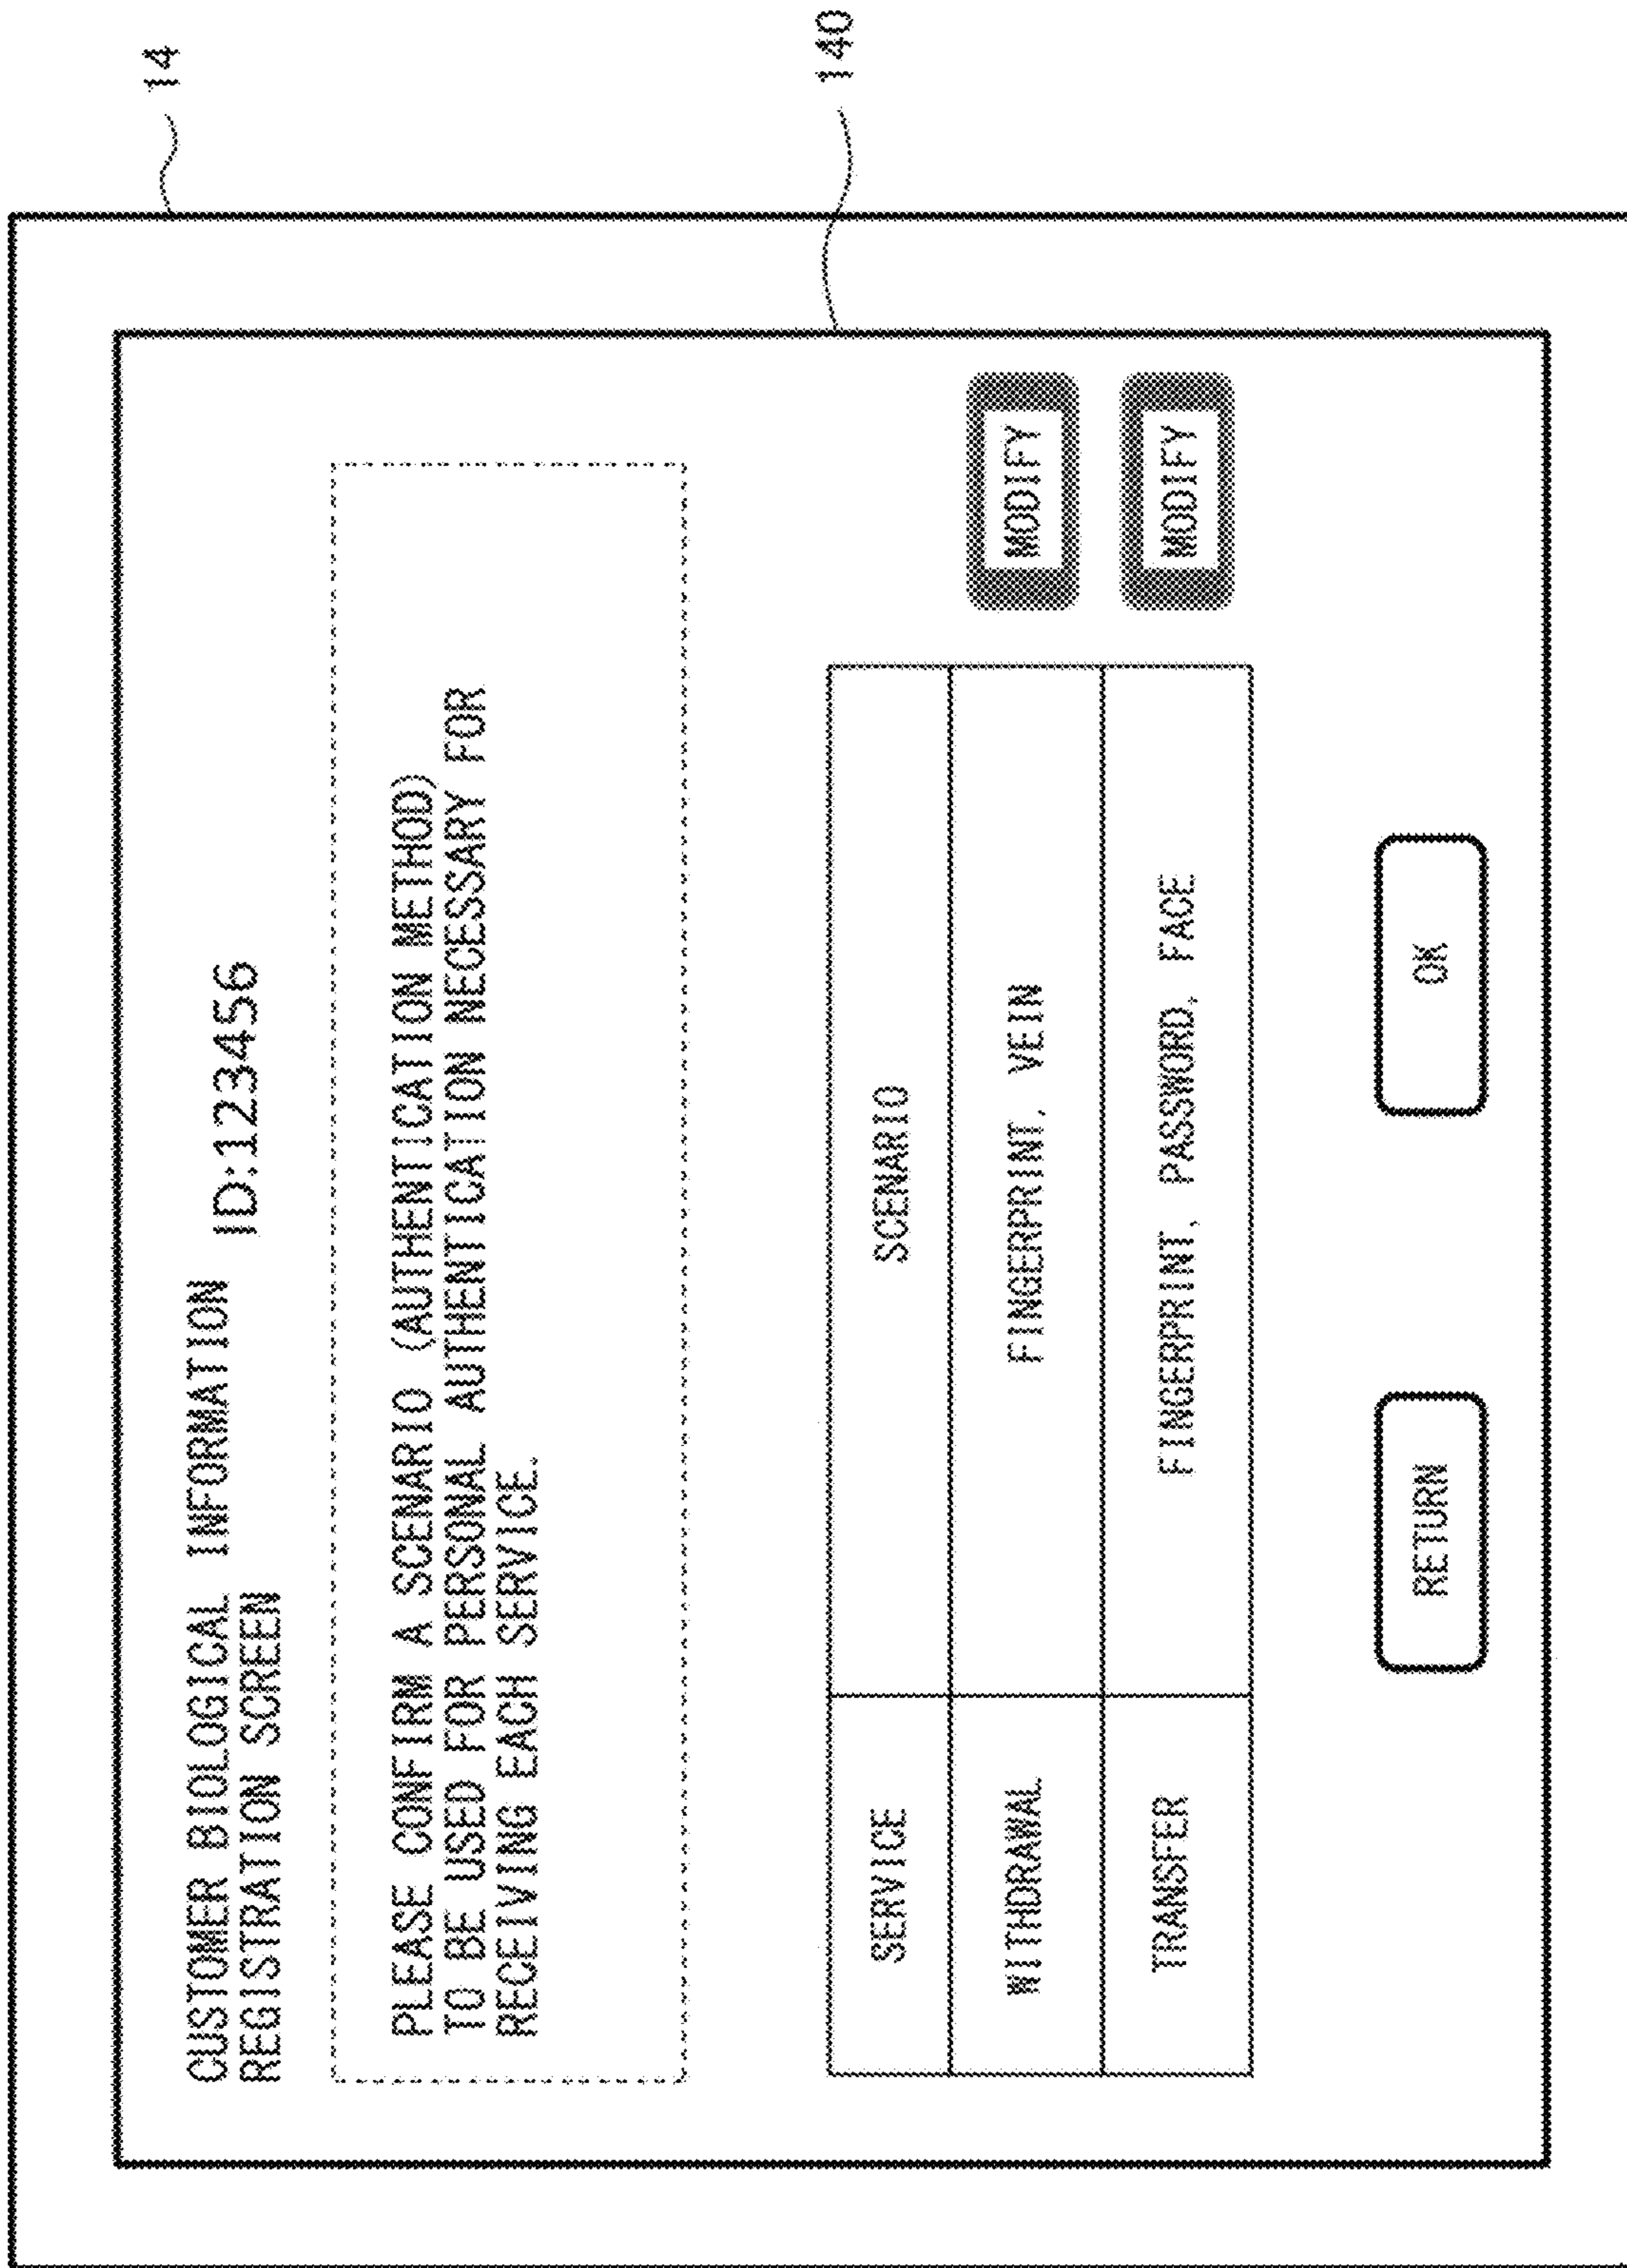 14
140
CUSTOMER BIOLOGICAL INFORMATION
REGISTRATION SCREEN
ID:123456
PLEASE CONFIRM A SCENARIO (AUTHENTICATION METHOD)
TO BE USED FOR PERSONAL AUTHENTICATION NECESSARY FOR
RECEIVING EACH SERVICE.
SERVICE SCENARIO
WITHDRAWAL FINGERPRINT, VEIN MODIFY
TRANSFER FINGERPRINT, PASSWORD, FACE MODIFY
RETURN OK